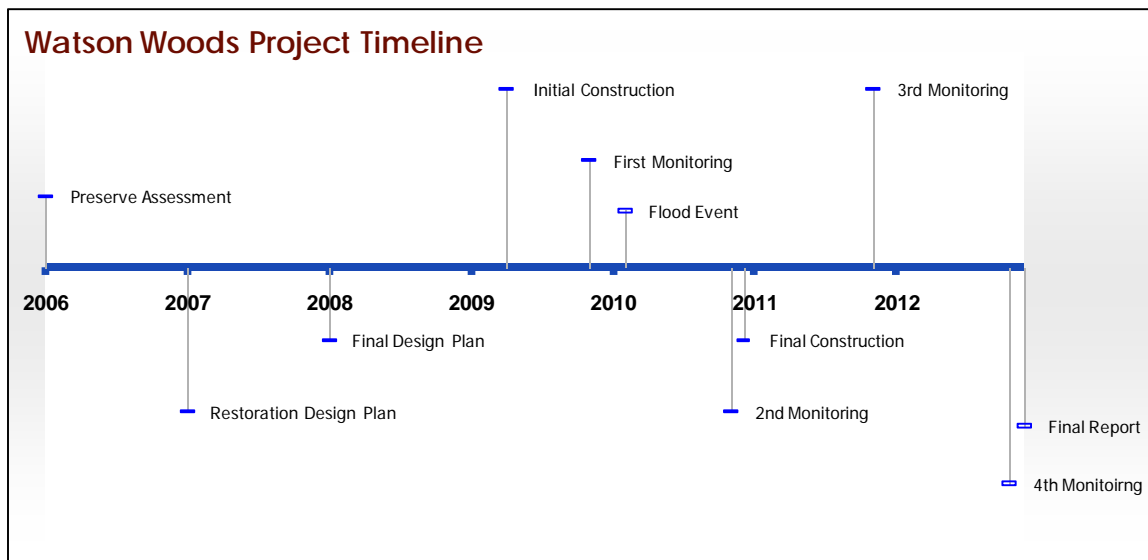 Watson Woods Project Timeline
Initial Construction
3rd Monitoring
First Monitoring
Preserve Assessment
Flood Event
2006
2007
2008
2009
2010
2011
2012
Final Design Plan
Final Construction
Restoration Design Plan
2nd Monitoring
Final Report
4th Monitoirng